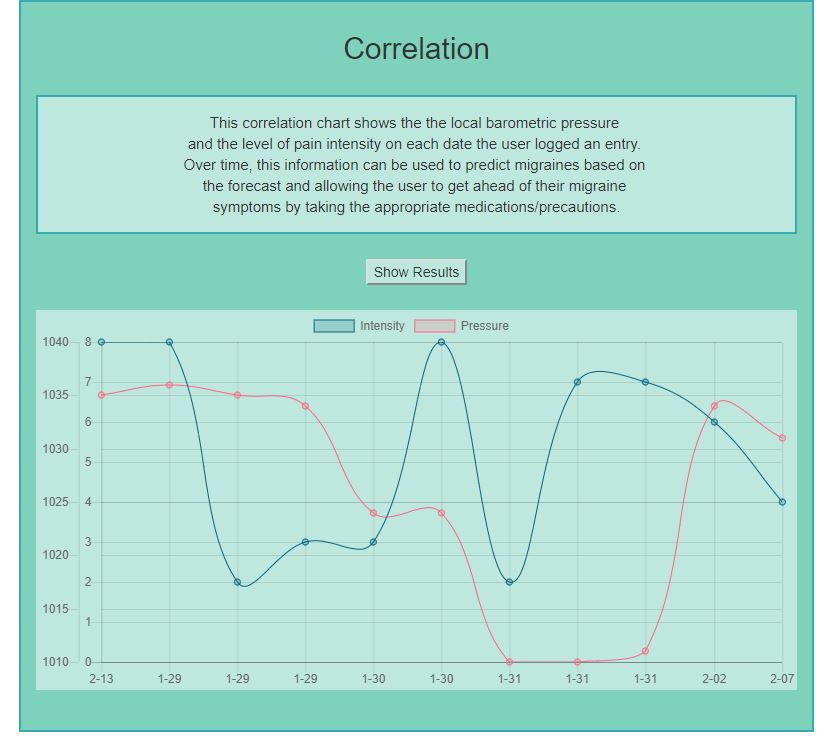 Correlation
This correlation chart shows the the local barometric pressure
and the level of pain intensity on each date the user logged an entry.
Over time, this information can be used to predict migraines based on
the forecast and allowing the user to get ahead of their migraine
symptoms by taking the appropriate medications/precautions.
Show Results
Intensity Pressure
1040 8
7
1035
6
1030
5
1025 4
3
1020
2
1015
1
1010 0
2-13 1-29 1-29 1-29 1-30 1-30 1-31 1-31 1-31 2-02 2-07